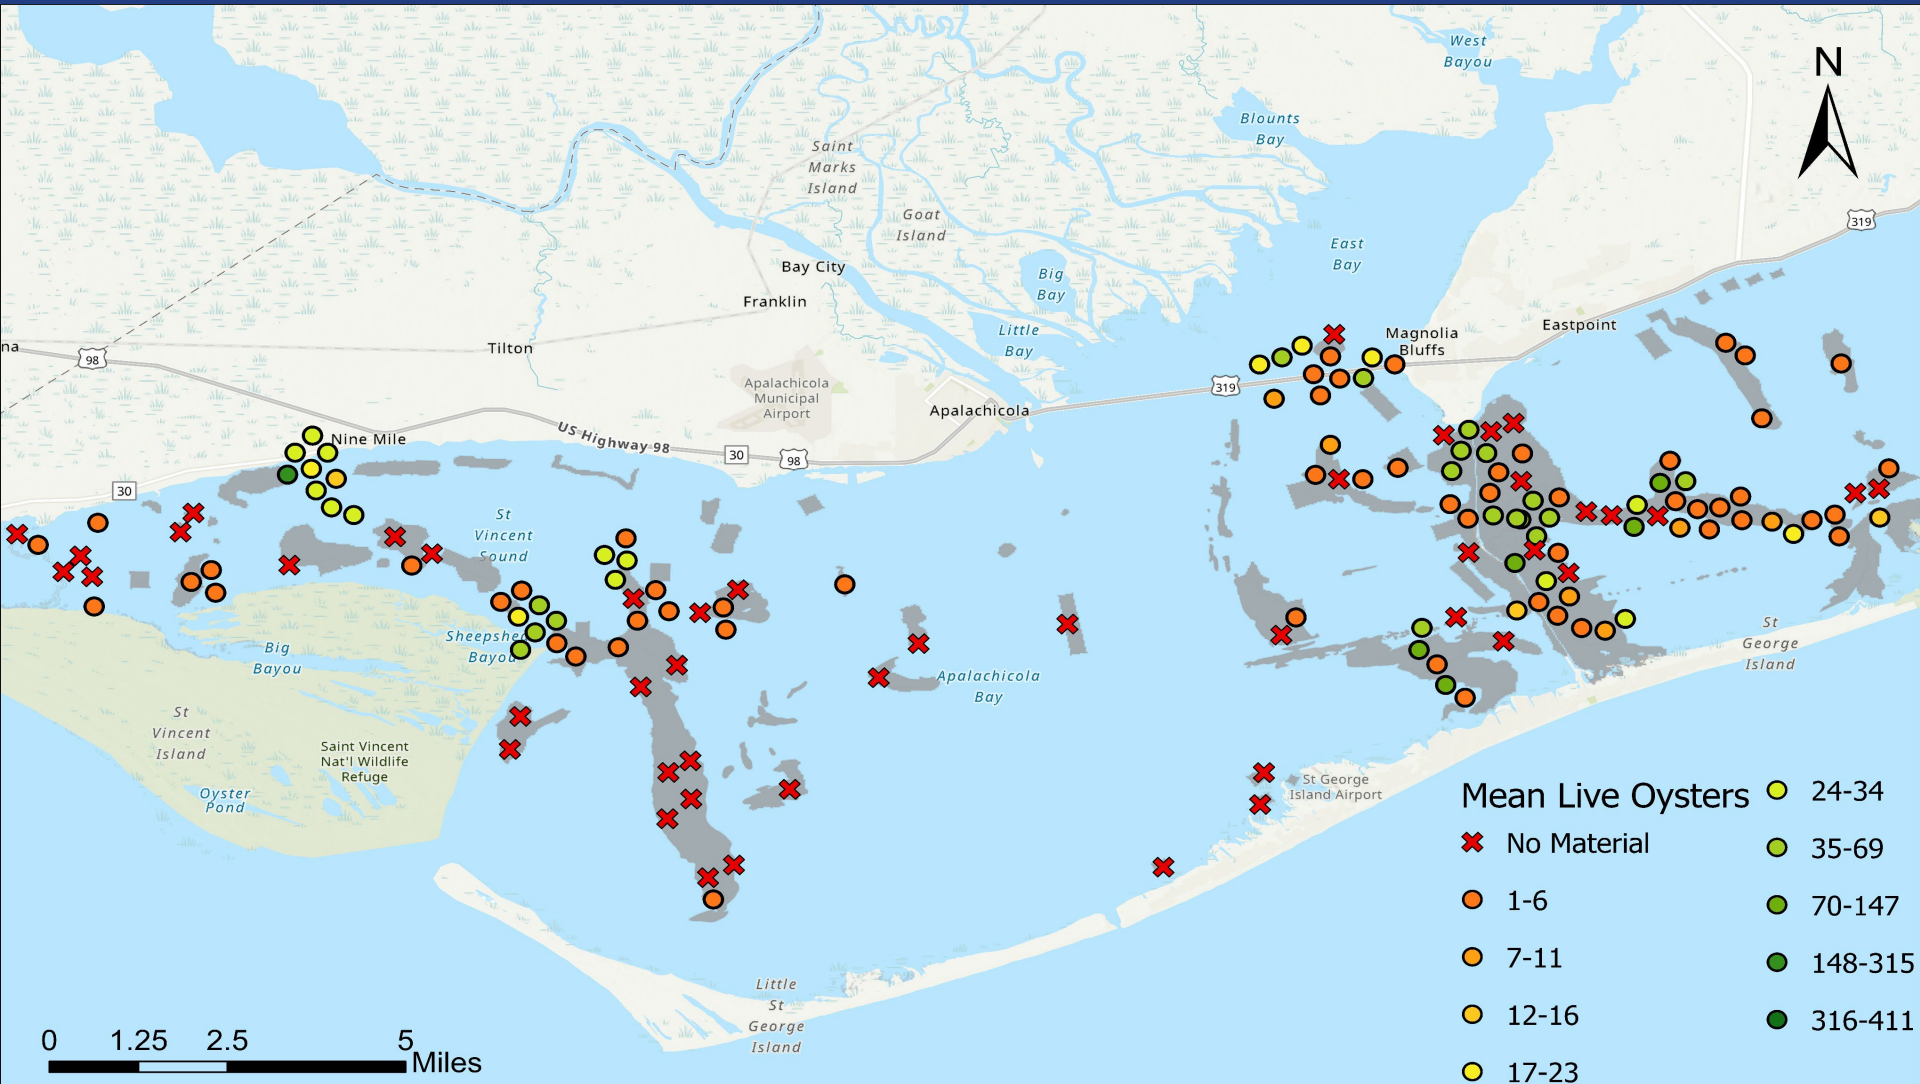 West
Bayou
N
Blounts
Bay
Saint
Marks
Island
Goat
Island
319
East
Bay
Bay City
Big
Bay
Franklin
Little
Bay
Magnolia
Bluffs
Eastpoint
na
98
Tilton
Apalachicola
Municipal
Airport
319
Apalachicola
Nine Mile
US Highway 98
30
98
30
St
Vincent
Sound
Big
Bayou
Sheepshe
Bayou
St
George
Island
Apalachicola
Bay
St
Vincent
Island
Saint Vincent
Nat'l Wildlife
Refuge
Oyster
Pond
St George
Island Airport
Little
St
George
Island
Mean Live Oysters
No Material
1-6
7-11
12-16
17-23
24-34
35-69
70-147
148-315
316-411
0 1.25 2.5 5
Miles